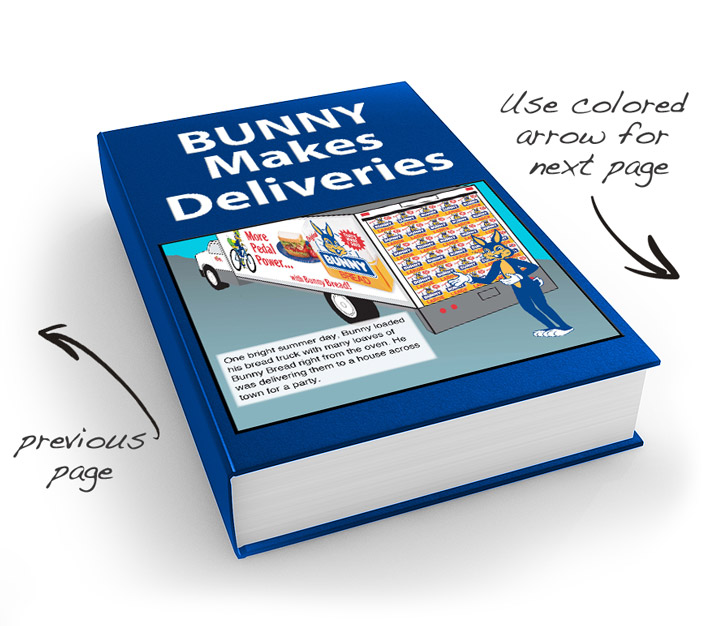 BUNNY
Makes
Deliveries
Use colored
arrow for
next page
More
Pedal
Power...
with Bunny Bread!
BUNNY
BREAD
One bright summer day, Bunny loaded
his bread truck with many loaves of
Bunny Bread right from the oven. He
was delivering them to a house across
town for a party.
previous
page